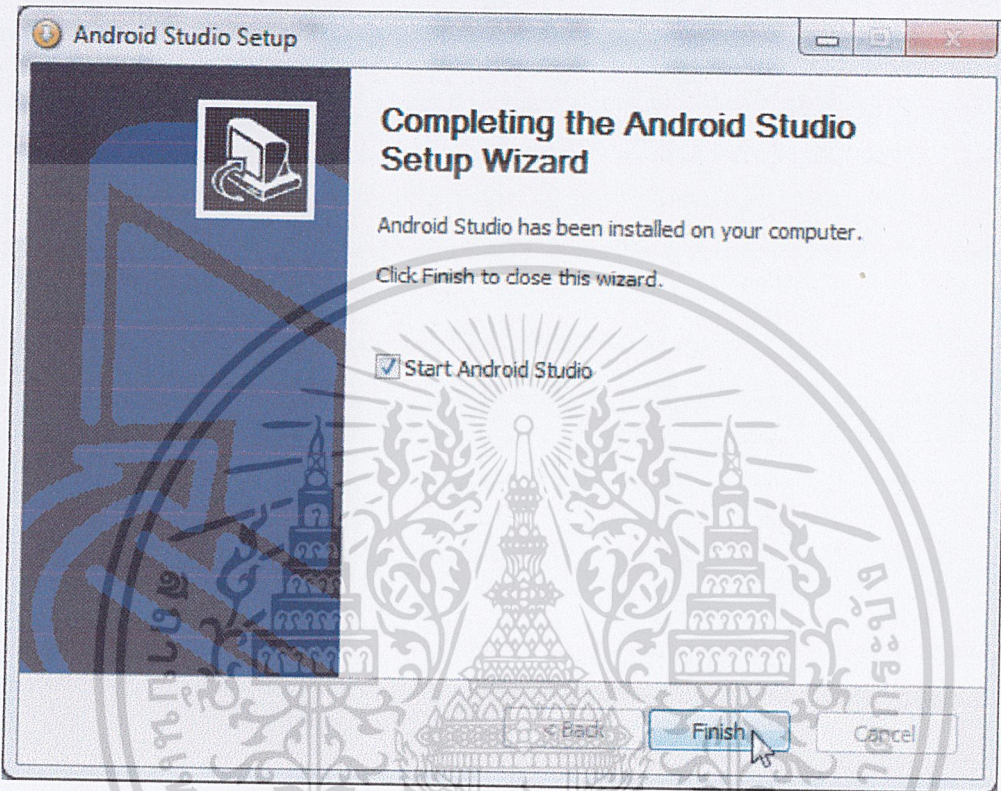 Android Studio Setup
Completing the Android Studio
Setup Wizard
Android Studio has been installed on your computer.
Click Finish to close this wizard.
Start Android Studio
< Back
Finish
Cancel